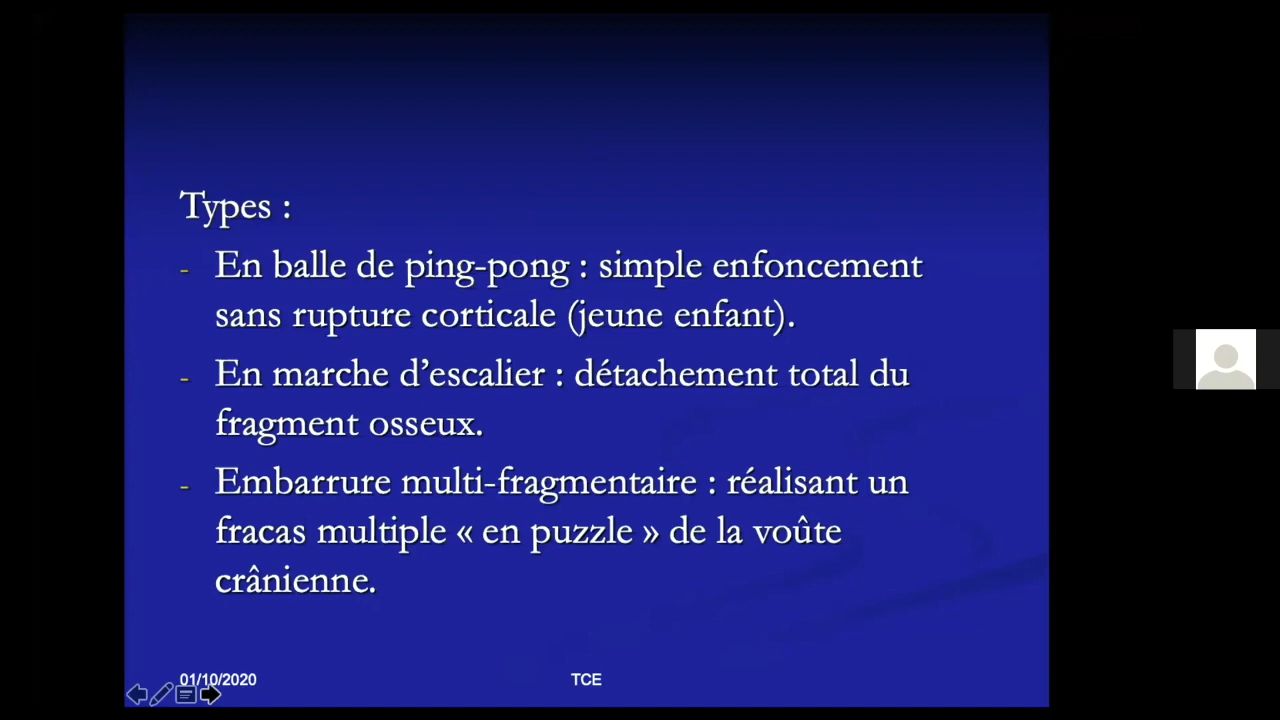 Types :
- En balle de ping-pong : simple enfoncement
sans rupture corticale (jeune enfant).
- En marche d’escalier : détachement total du
fragment osseux.
- Embarrure multi-fragmentaire : réalisant un
fracas multiple « en puzzle » de la voûte
crânienne.
01/10/2020
TCE